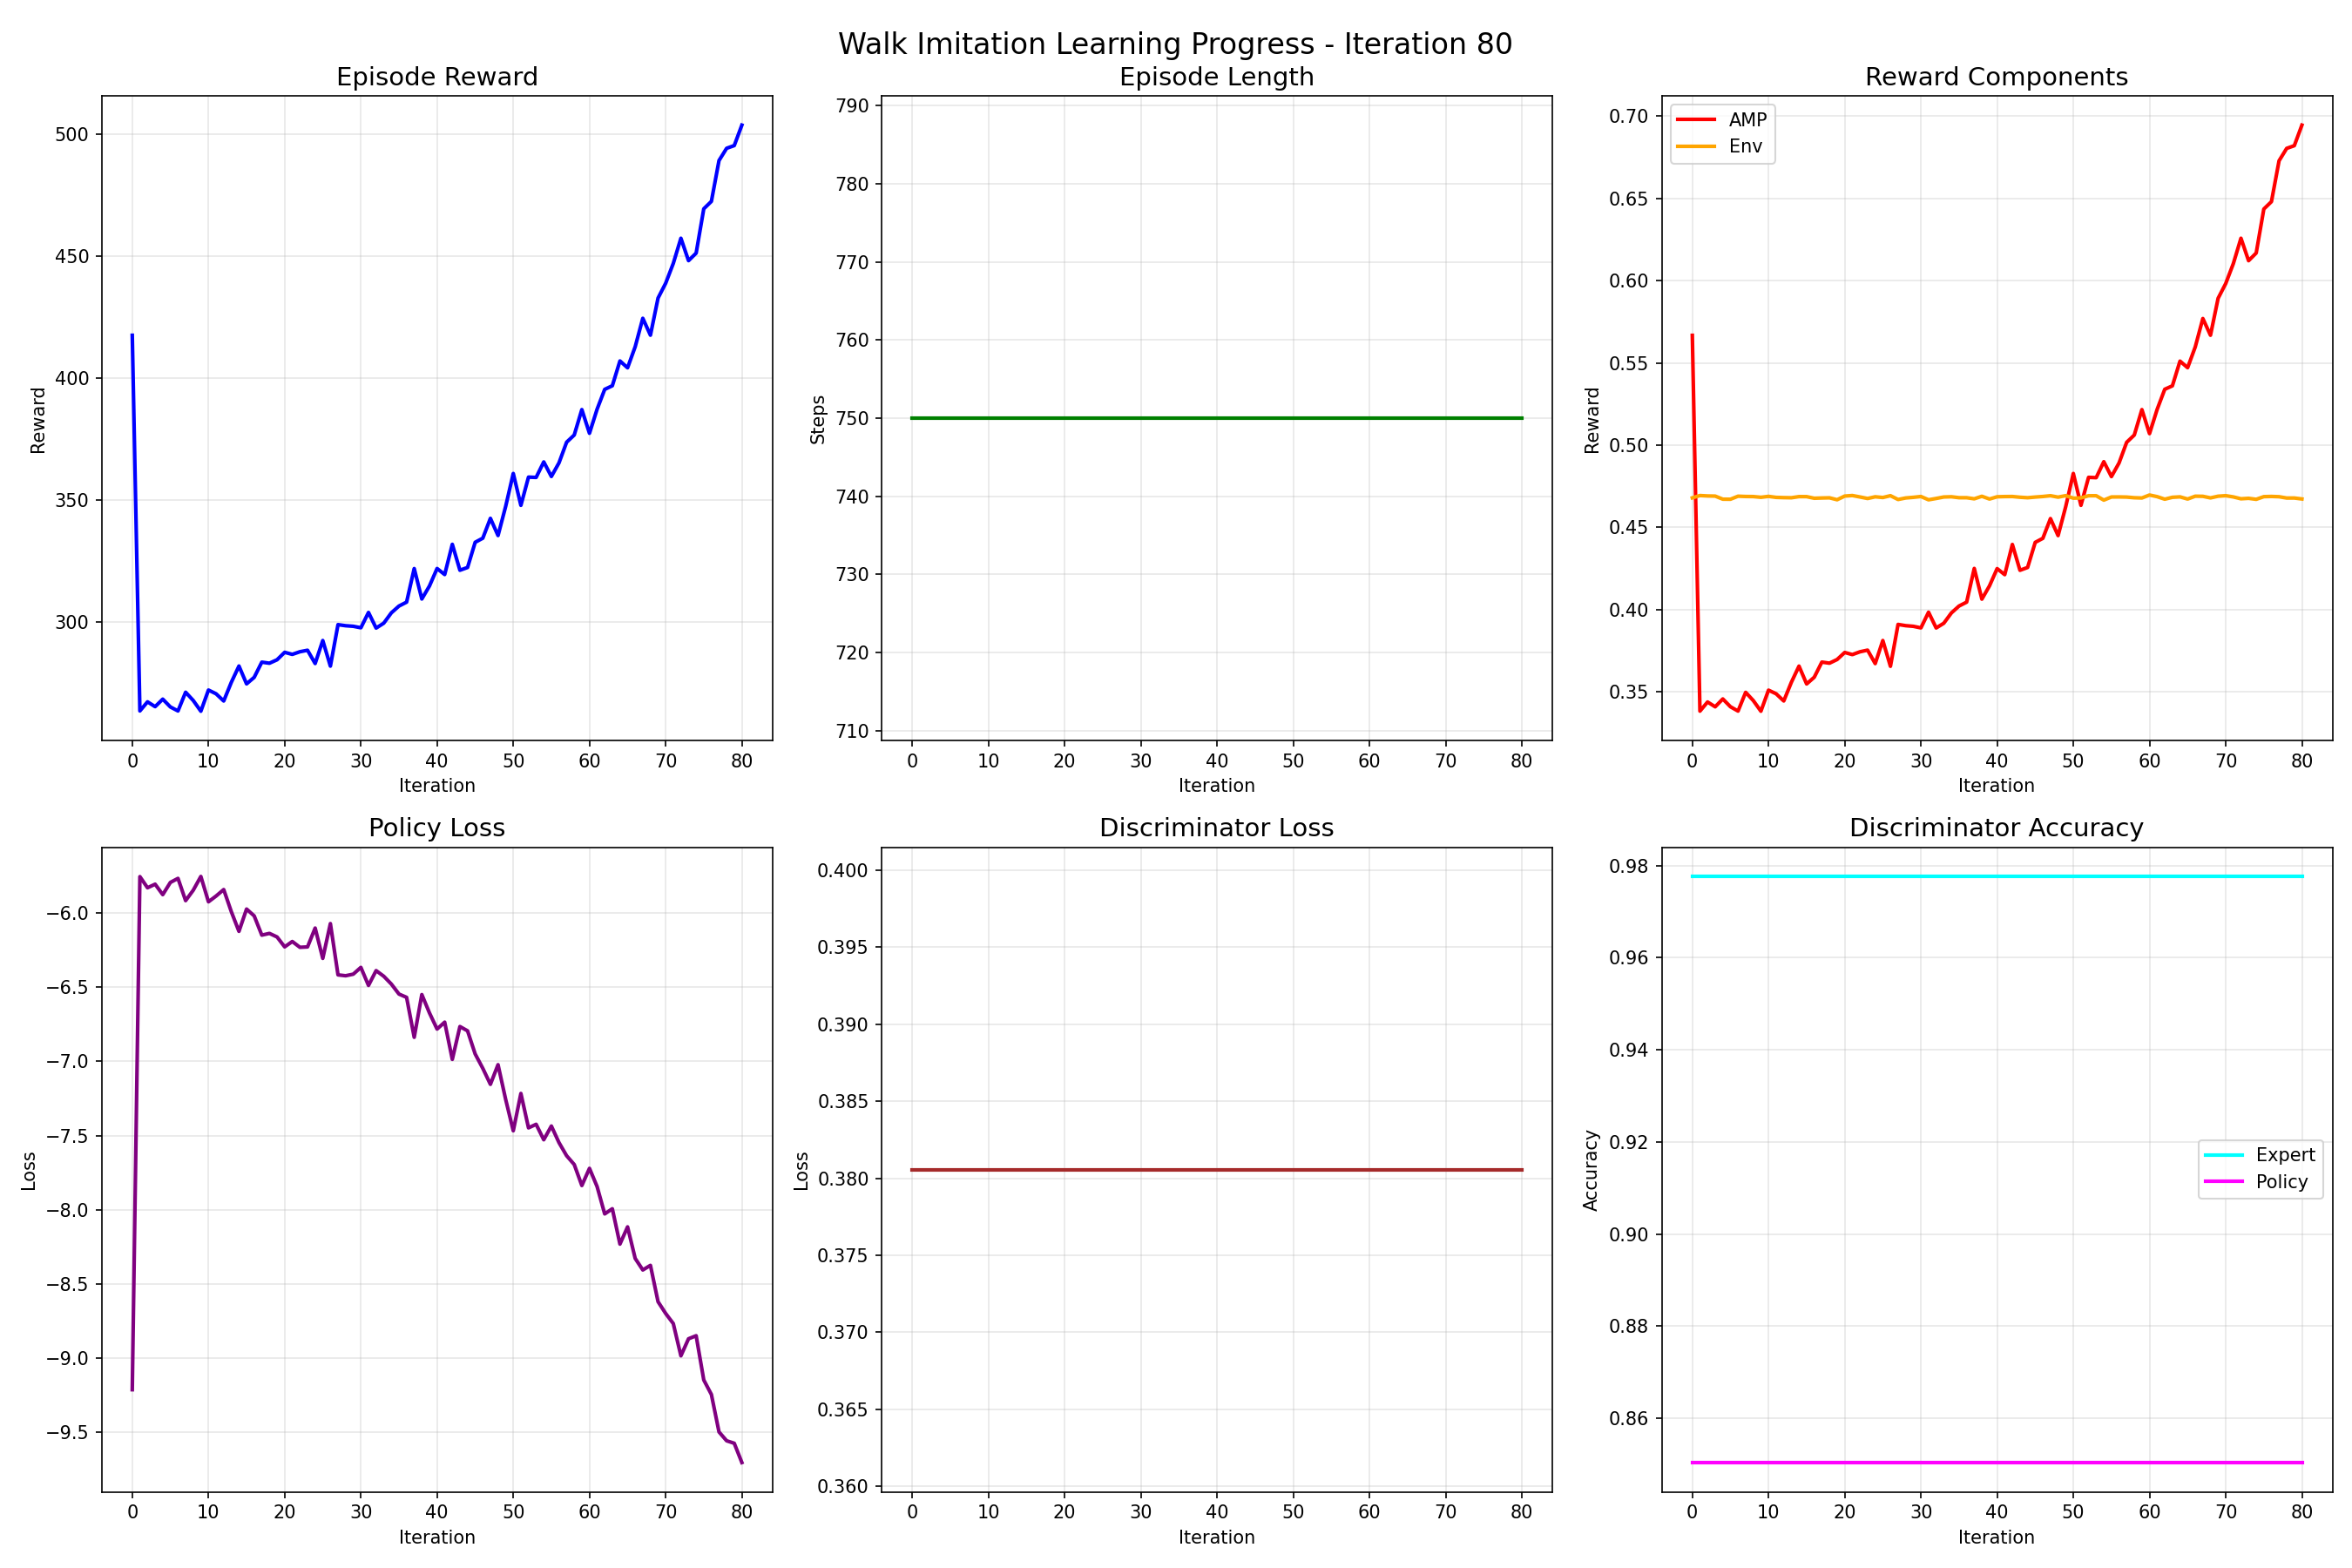 Walk Imitation Learning Progress - Iteration 80
Episode Reward
Reward
500
450
400
350
300
0 10 20 30 40 50 60 70 80
Iteration
Episode Length
Steps
790
780
770
760
750
740
730
720
710
0 10 20 30 40 50 60 70 80
Iteration
Reward Components
Reward
0.70
0.65
0.60
0.55
0.50
0.45
0.40
0.35
AMP
Env
0 10 20 30 40 50 60 70 80
Iteration
Policy Loss
Loss
−6.0
−6.5
−7.0
−7.5
−8.0
−8.5
−9.0
−9.5
0 10 20 30 40 50 60 70 80
Iteration
Discriminator Loss
Loss
0.400
0.395
0.390
0.385
0.380
0.375
0.370
0.365
0.360
0 10 20 30 40 50 60 70 80
Iteration
Discriminator Accuracy
Accuracy
0.98
0.96
0.94
0.92
0.90
0.88
0.86
Expert
Policy
0 10 20 30 40 50 60 70 80
Iteration